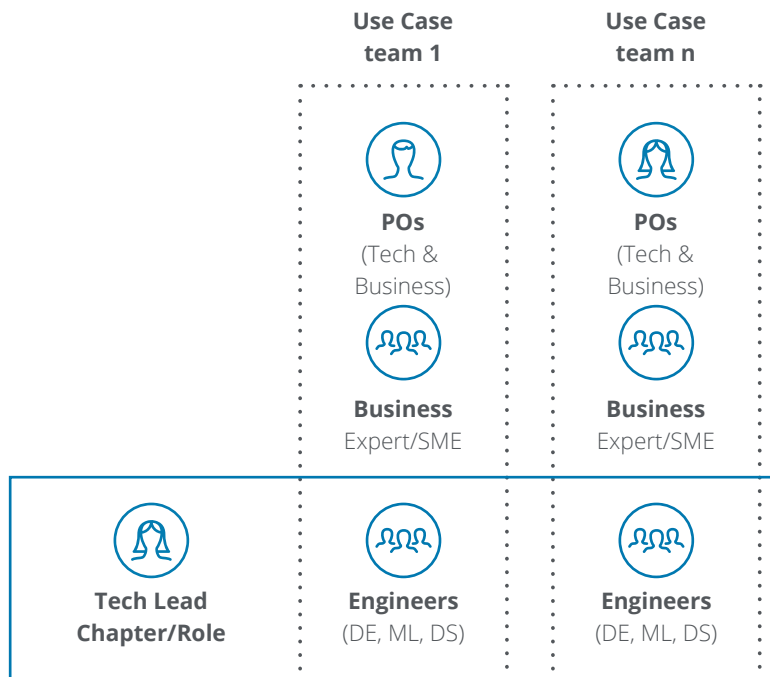 Use Case
team 1
Use Case
team n
POs
(Tech &
Business)
POs
(Tech &
Business)
Business
Expert/SME
Business
Expert/SME
Tech Lead
Chapter/Role
Engineers
(DE, ML, DS)
Engineers
(DE, ML, DS)